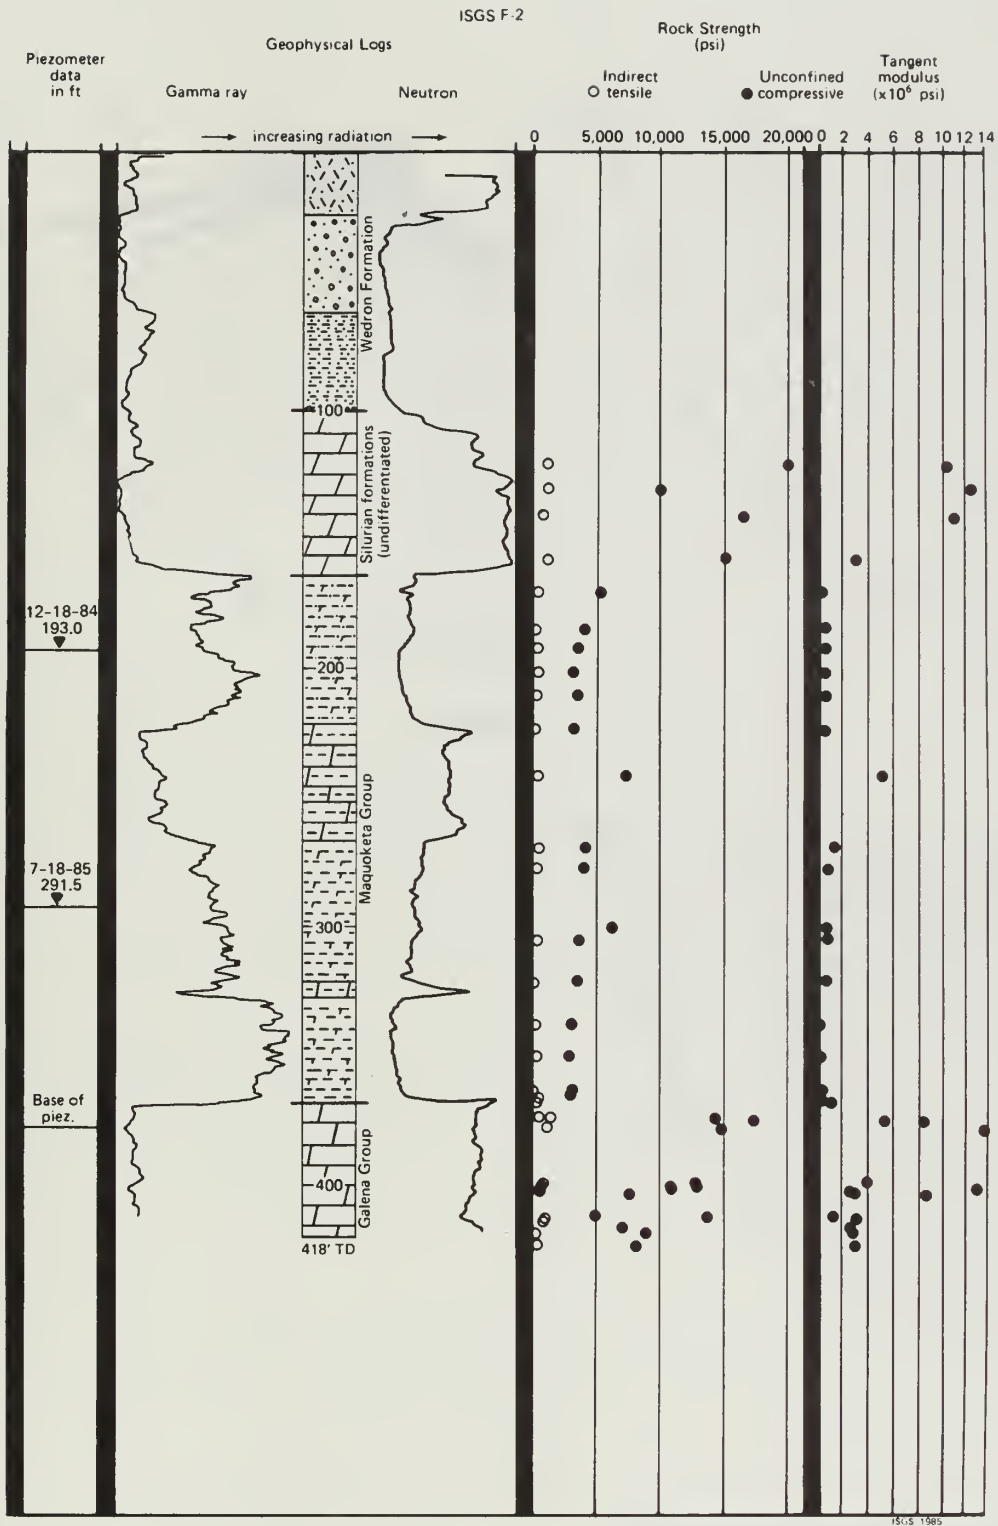 ISGS F-2
Geophysical Logs
Rock Strength
(psi)
Piezometer
data
in ft
Gamma ray
Neutron
Indirect
○ tensile
Unconfined
● compressive
Tangent
modulus
(x10⁶ psi)
→ increasing radiation →
0 5,000 10,000 15,000 20,000 0 2 4 6 8 10 12 14
Wedron Formation
100
Silurian formations
(undifferentiated)
12-18-84
193.0
200
Maquoketa Group
7-18-85
291.5
300
Base of
piez.
Galena Group
400
418' TD
ISGS 1985